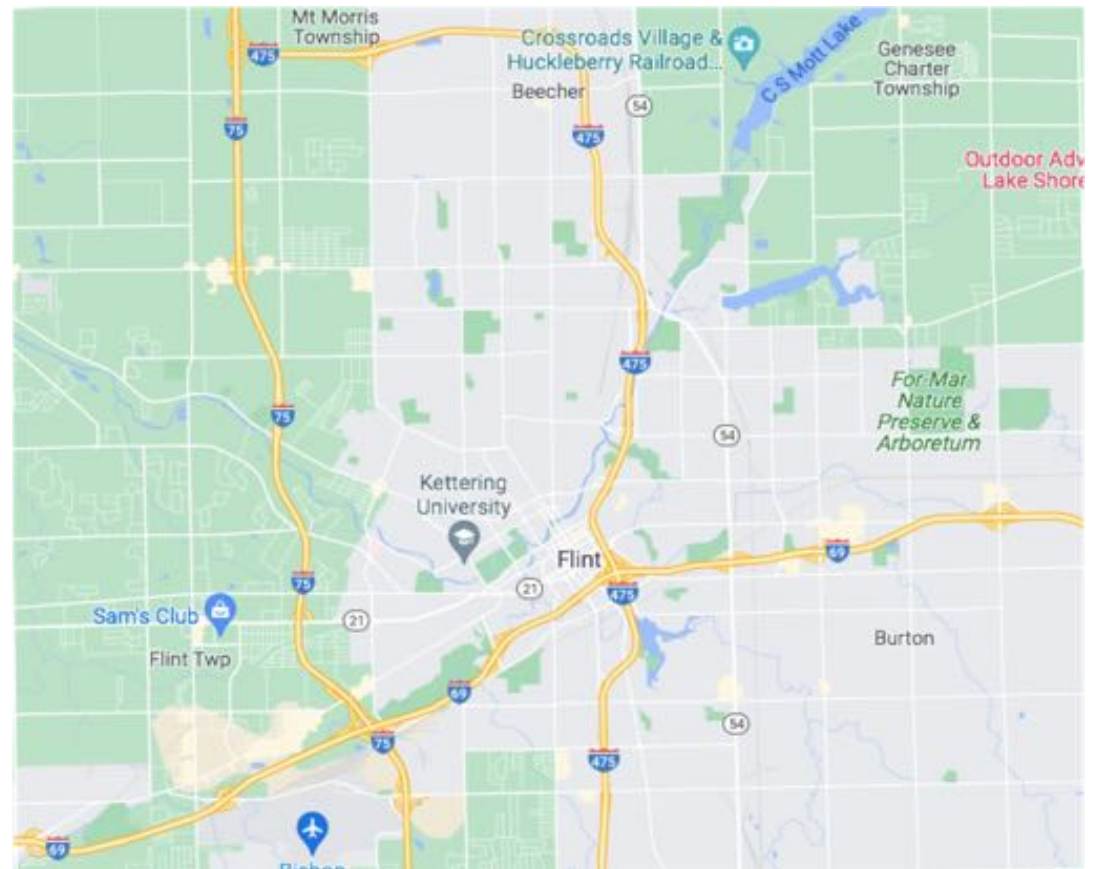 Mt Morris
Township
475
Crossroads Village &
Huckleberry Railroad...
Genesee
Charter
Township
C S Mott Lake
Beecher
54
75
475
Outdoor Adv
Lake Shore
475
For-Mar
Nature
Preserve &
Arboretum
75
54
Kettering
University
Flint
69
75
21
475
Sam's Club
21
Burton
Flint Twp
69
54
75
475
69
Bishop